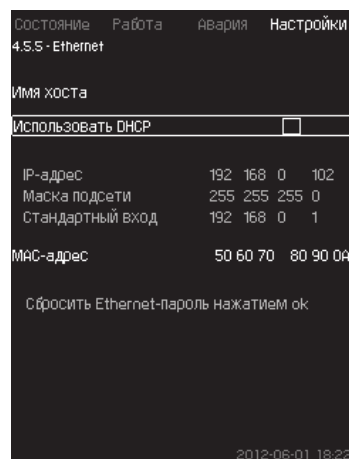 Состояние Работа Авария Настройки
4.5.5 - Ethernet
Имя хоста
Использовать DHCP
IP-адрес 192 168 0 102
Маска подсети 255 255 255 0
Стандартный вход 192 168 0 1
MAC-адрес 50 60 70 80 90 0A
Сбросить Ethernet-пароль нажатием ok
2012-06-01 18:22